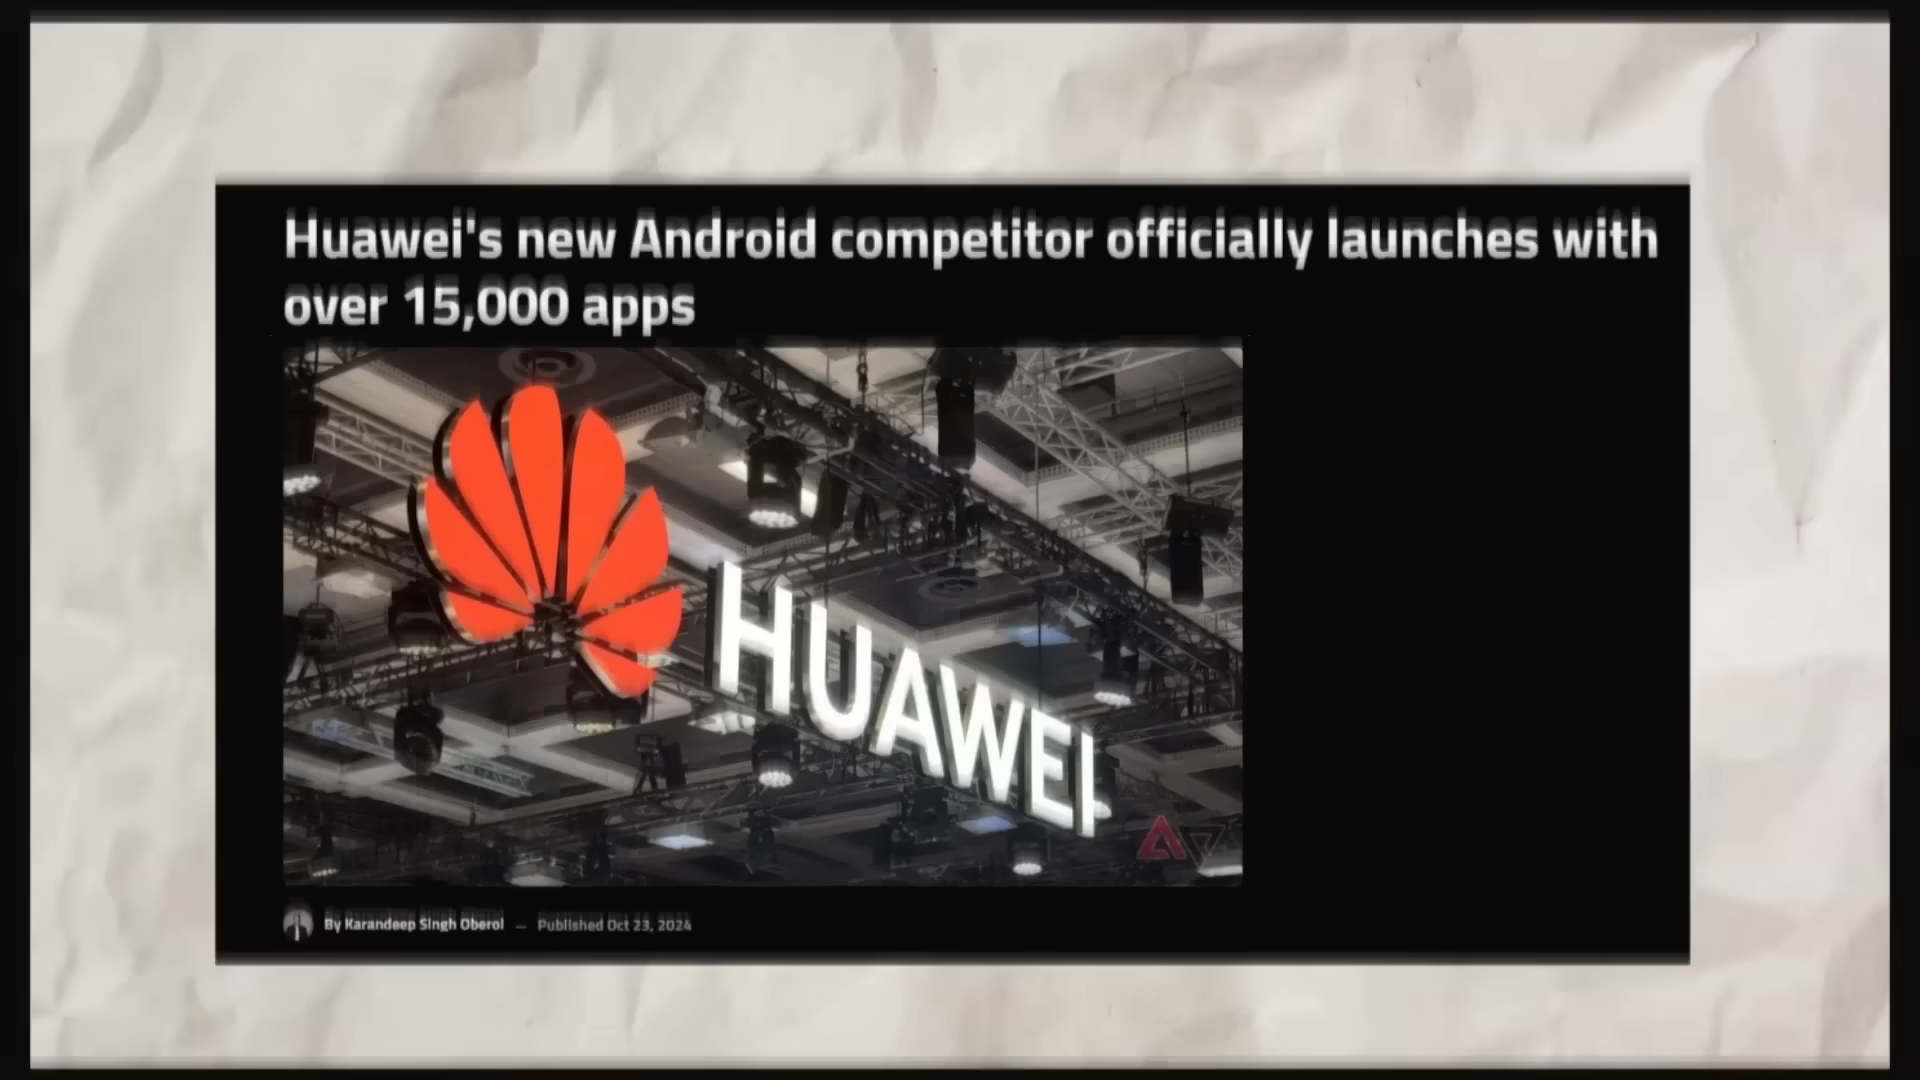 Huawei's new Android competitor officially launches with
over 15,000 apps
HUAWEI
By Karandeep Singh Oberoi — Published Oct 23, 2024